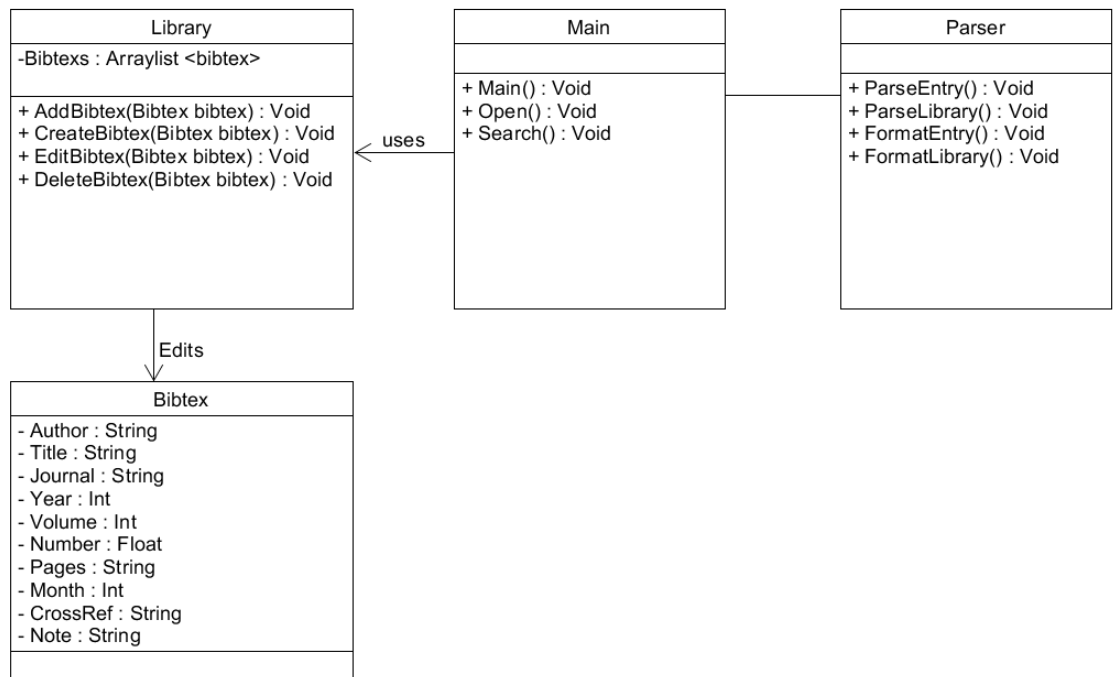 Library
-Bibtexs : Arraylist <bibtex>
+ AddBibtex(Bibtex bibtex) : Void
+ CreateBibtex(Bibtex bibtex) : Void
+ EditBibtex(Bibtex bibtex) : Void
+ DeleteBibtex(Bibtex bibtex) : Void
uses
Main
+ Main() : Void
+ Open() : Void
+ Search() : Void
Parser
+ ParseEntry() : Void
+ ParseLibrary() : Void
+ FormatEntry() : Void
+ FormatLibrary() : Void
Edits
Bibtex
- Author : String
- Title : String
- Journal : String
- Year : Int
- Volume : Int
- Number : Float
- Pages : String
- Month : Int
- CrossRef : String
- Note : String